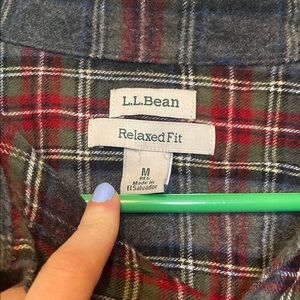 L.L.Bean
Relaxed Fit
M
Made in
El Salvador